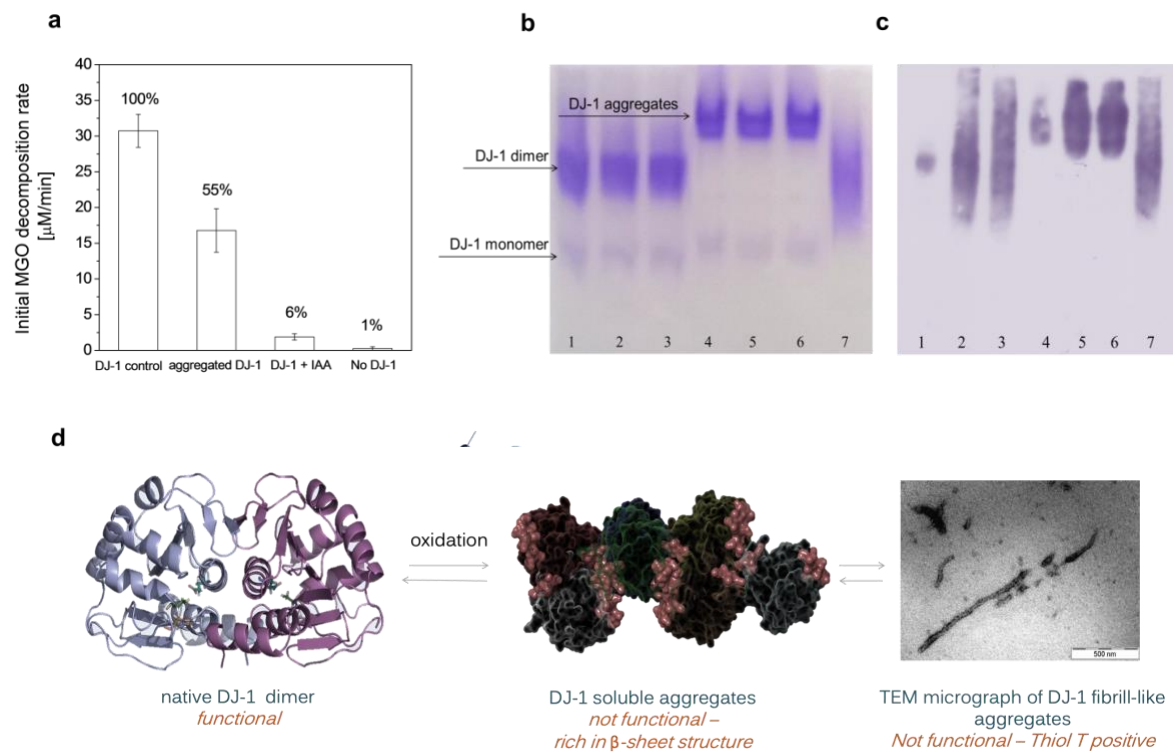 a
Initial MGO decomposition rate
[μM/min]
40
35
30
25
20
15
10
5
0
100%
55%
6%
1%
DJ-1 control
aggregated DJ-1
DJ-1 + IAA
No DJ-1
b
DJ-1 aggregates
DJ-1 dimer
DJ-1 monomer
1 2 3 4 5 6 7
c
1 2 3 4 5 6 7
d
oxidation
500 nm
native DJ-1 dimer
functional
DJ-1 soluble aggregates
not functional –
rich in β-sheet structure
TEM micrograph of DJ-1 fibrill-like
aggregates
Not functional – Thiol T positive